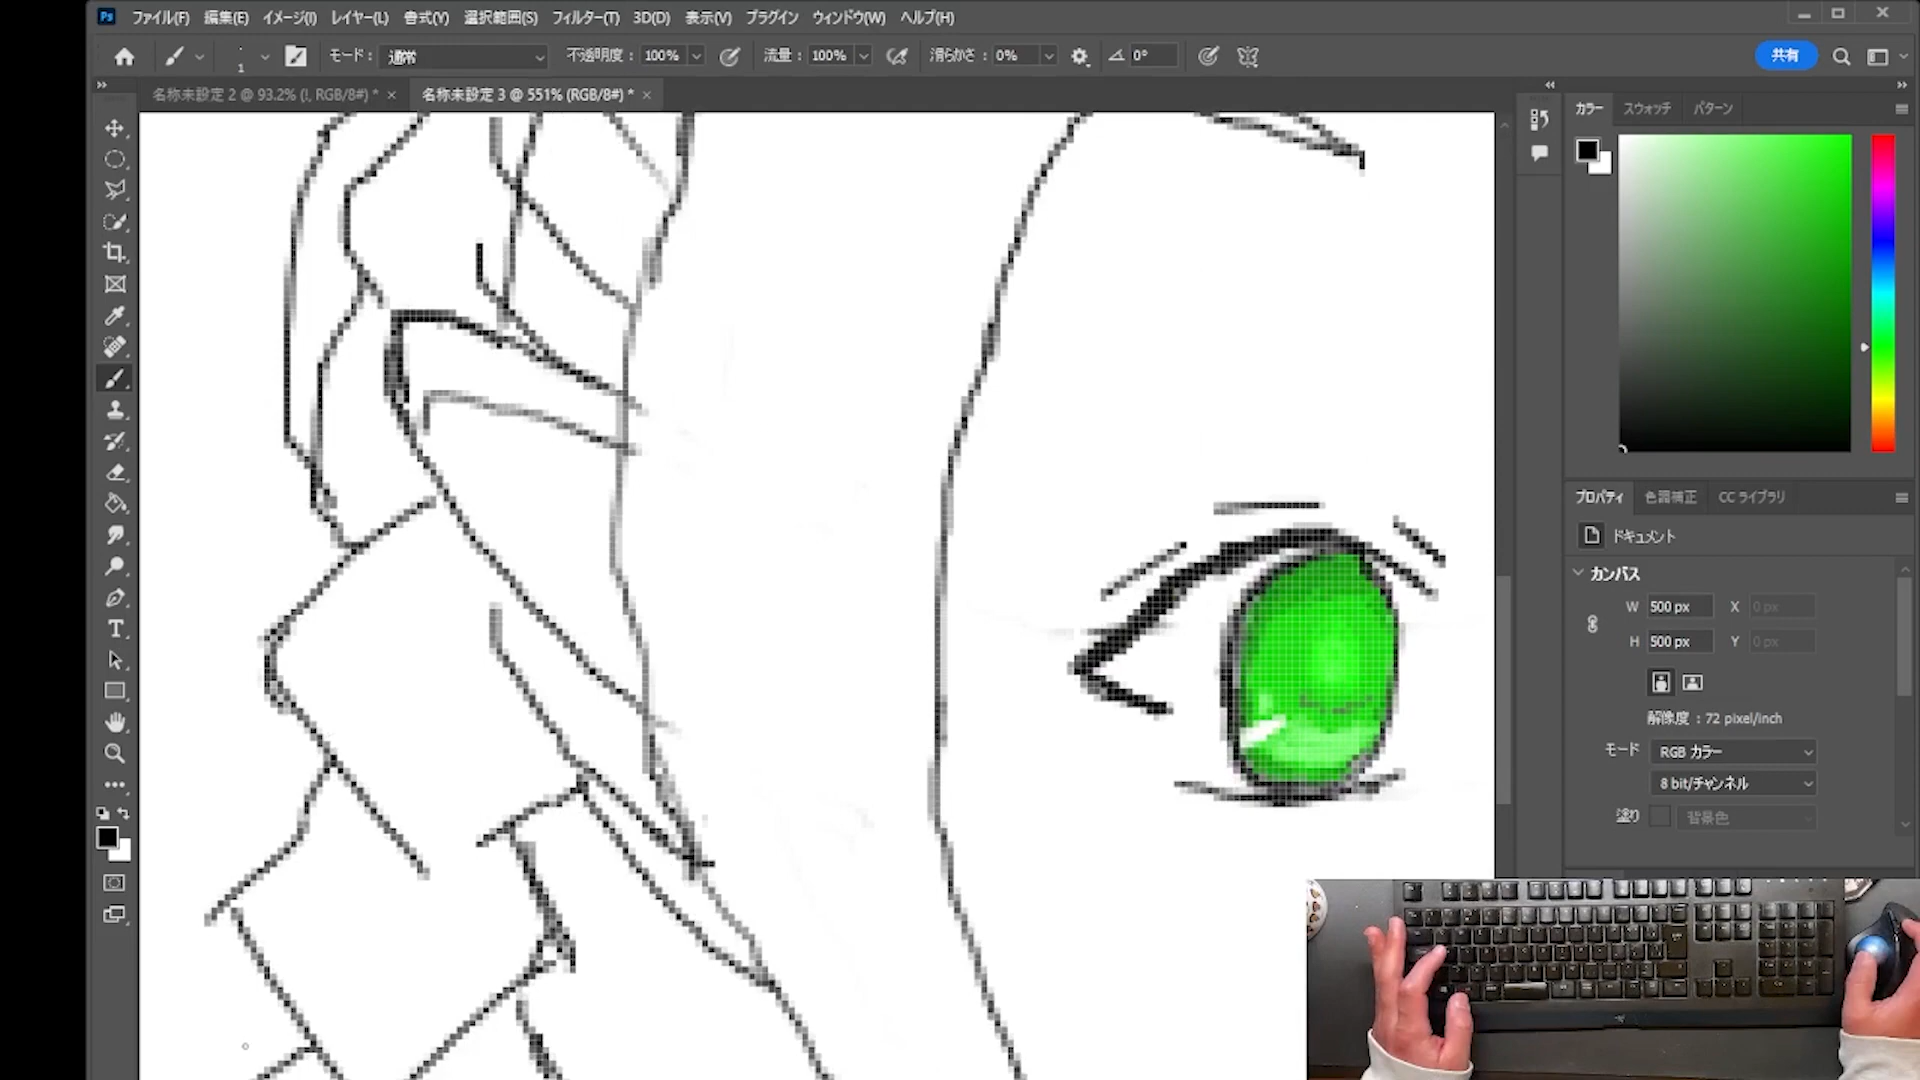 Ps ファイル(F) 編集(E) イメージ(I) レイヤー(L) 書式(Y) 選択範囲(S) フィルター(T) 3D(D) 表示(V) プラグイン ウィンドウ(W) ヘルプ(H)
1 モード: 通常 不透明度: 100% 流量: 100% 滑らかさ: 0% 0° 共有
名称未設定 2 @ 93.2% (I, RGB/8#) * × 名称未設定 3 @ 551% (RGB/8#) * ×
カラー スウォッチ パターン
プロパティ 色調補正 CC ライブラリ
ドキュメント
カンバス
W 500 px X 0 px
H 500 px Y 0 px
解像度 : 72 pixel/inch
モード RGB カラー
8 bit/チャンネル
塗り 背景色